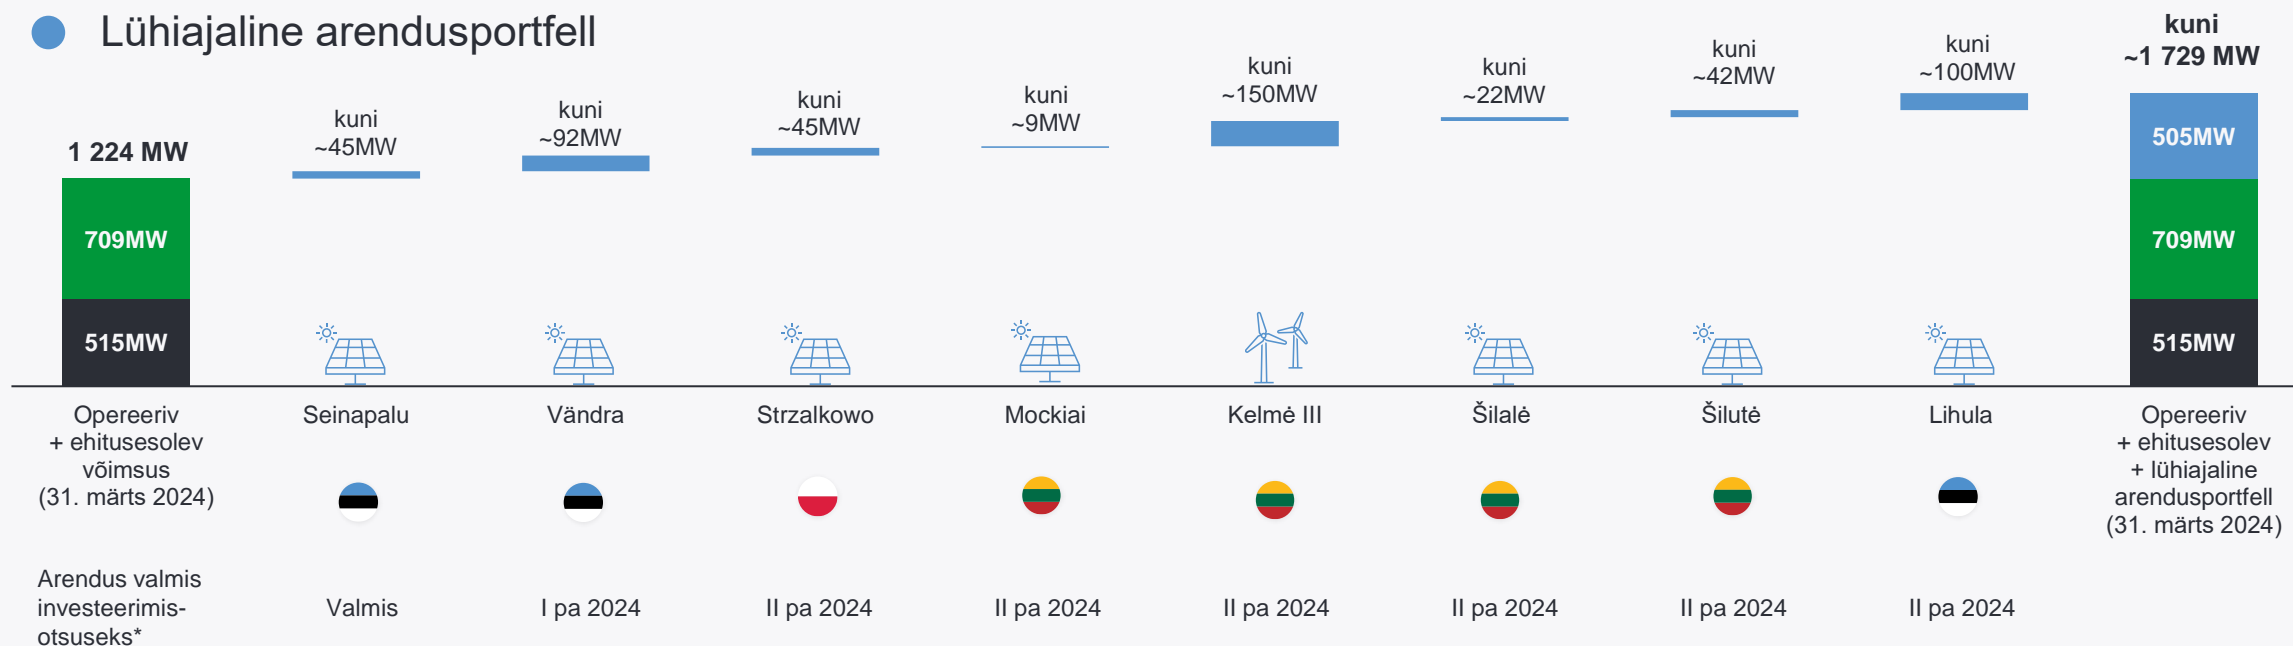 Lühiajaline arendusportfell
1 224 MW
709MW
515MW
kuni
~45MW
kuni
~92MW
kuni
~45MW
kuni
~9MW
kuni
~150MW
kuni
~22MW
kuni
~42MW
kuni
~100MW
kuni
~1 729 MW
505MW
709MW
515MW
Opereeriv
+ ehitusesolev
võimsus
(31. märts 2024)
Seinapalu
Vändra
Strzalkowo
Mockiai
Kelmė III
Šilalė
Šilutė
Lihula
Opereeriv
+ ehitusesolev
+ lühiajaline
arendusportfell
(31. märts 2024)
Arendus valmis
investeerimis-
otsuseks*
Valmis
I pa 2024
II pa 2024
II pa 2024
II pa 2024
II pa 2024
II pa 2024
II pa 2024